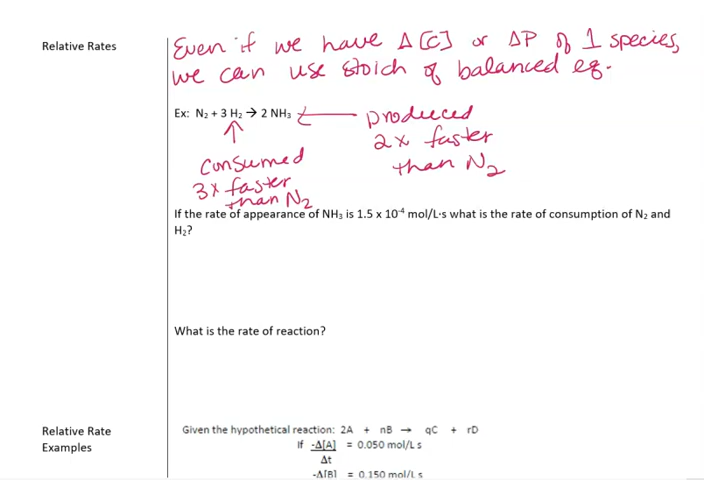 Relative Rates
Even if we have Δ[C] or ΔP of 1 species,
we can use stoich of balanced eq.
Ex: N₂ + 3 H₂ → 2 NH₃
produced
2x faster
than N₂
consumed
3x faster
than N₂
If the rate of appearance of NH₃ is 1.5 x 10⁻⁴ mol/L·s what is the rate of consumption of N₂ and
H₂?
What is the rate of reaction?
Relative Rate
Examples
Given the hypothetical reaction: 2A + nB → qC + rD
If -Δ[A] = 0.050 mol/L s
Δt
-Δ[B] = 0.150 mol/L s